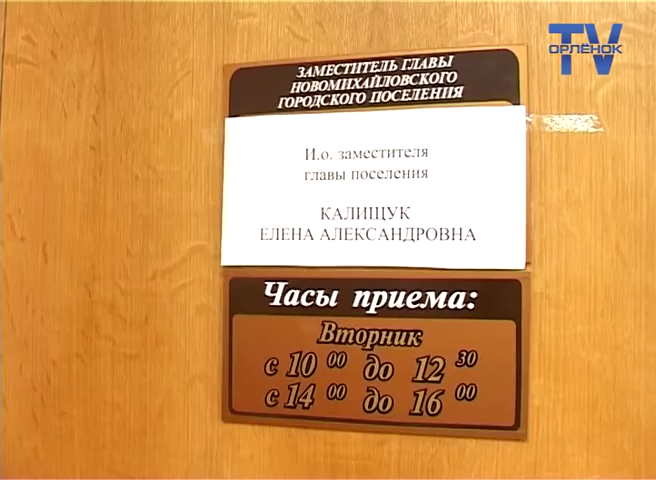 TV
ОРЛЁНОК
ЗАМЕСТИТЕЛЬ ГЛАВЫ
НОВОМИХАЙЛОВСКОГО
ГОРОДСКОГО ПОСЕЛЕНИЯ
И.о. заместителя
главы поселения
КАЛИЩУК
ЕЛЕНА АЛЕКСАНДРОВНА
Часы приема:
Вторник
с 10 00 до 12 30
с 14 00 до 16 00